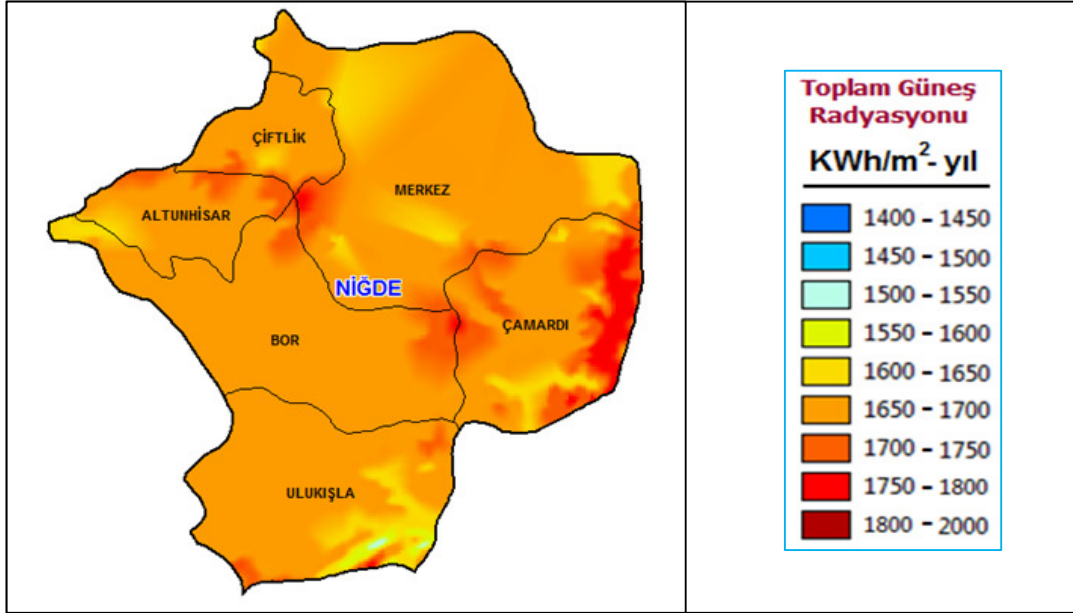 ÇİFTLİK
MERKEZ
ALTUNHİSAR
NİĞDE
ÇAMARDI
BOR
ULUKIŞLA
Toplam Güneş
Radyasyonu
KWh/m²- yıl
1400 - 1450
1450 - 1500
1500 - 1550
1550 - 1600
1600 - 1650
1650 - 1700
1700 - 1750
1750 - 1800
1800 - 2000